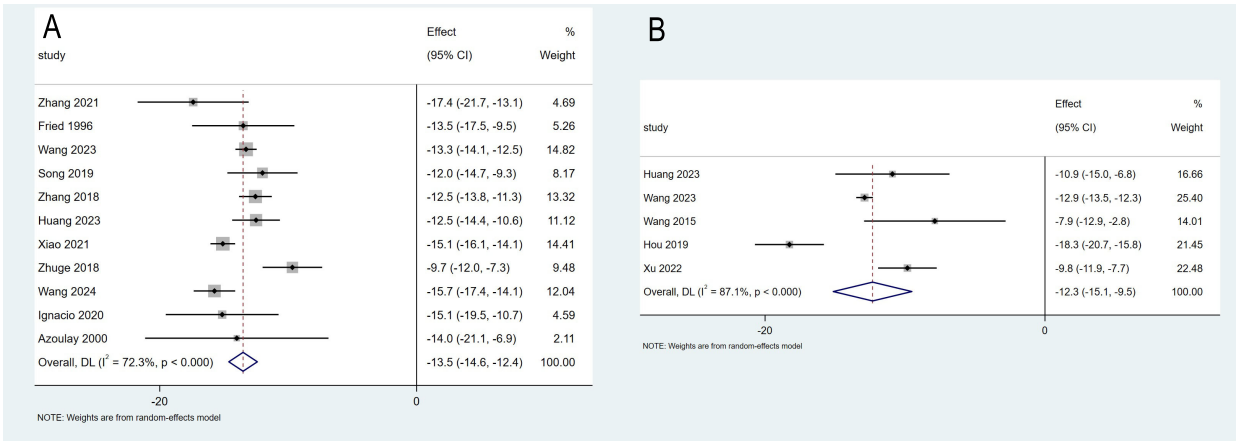 A
Effect %
study (95% CI) Weight
Zhang 2021 -17.4 (-21.7, -13.1) 4.69
Fried 1996 -13.5 (-17.5, -9.5) 5.26
Wang 2023 -13.3 (-14.1, -12.5) 14.82
Song 2019 -12.0 (-14.7, -9.3) 8.17
Zhang 2018 -12.5 (-13.8, -11.3) 13.32
Huang 2023 -12.5 (-14.4, -10.6) 11.12
Xiao 2021 -15.1 (-16.1, -14.1) 14.41
Zhuge 2018 -9.7 (-12.0, -7.3) 9.48
Wang 2024 -15.7 (-17.4, -14.1) 12.04
Ignacio 2020 -15.1 (-19.5, -10.7) 4.59
Azoulay 2000 -14.0 (-21.1, -6.9) 2.11
Overall, DL (I² = 72.3%, p < 0.000) -13.5 (-14.6, -12.4) 100.00
-20 0
NOTE: Weights are from random-effects model
B
Effect %
study (95% CI) Weight
Huang 2023 -10.9 (-15.0, -6.8) 16.66
Wang 2023 -12.9 (-13.5, -12.3) 25.40
Wang 2015 -7.9 (-12.9, -2.8) 14.01
Hou 2019 -18.3 (-20.7, -15.8) 21.45
Xu 2022 -9.8 (-11.9, -7.7) 22.48
Overall, DL (I² = 87.1%, p < 0.000) -12.3 (-15.1, -9.5) 100.00
-20 0
NOTE: Weights are from random-effects model